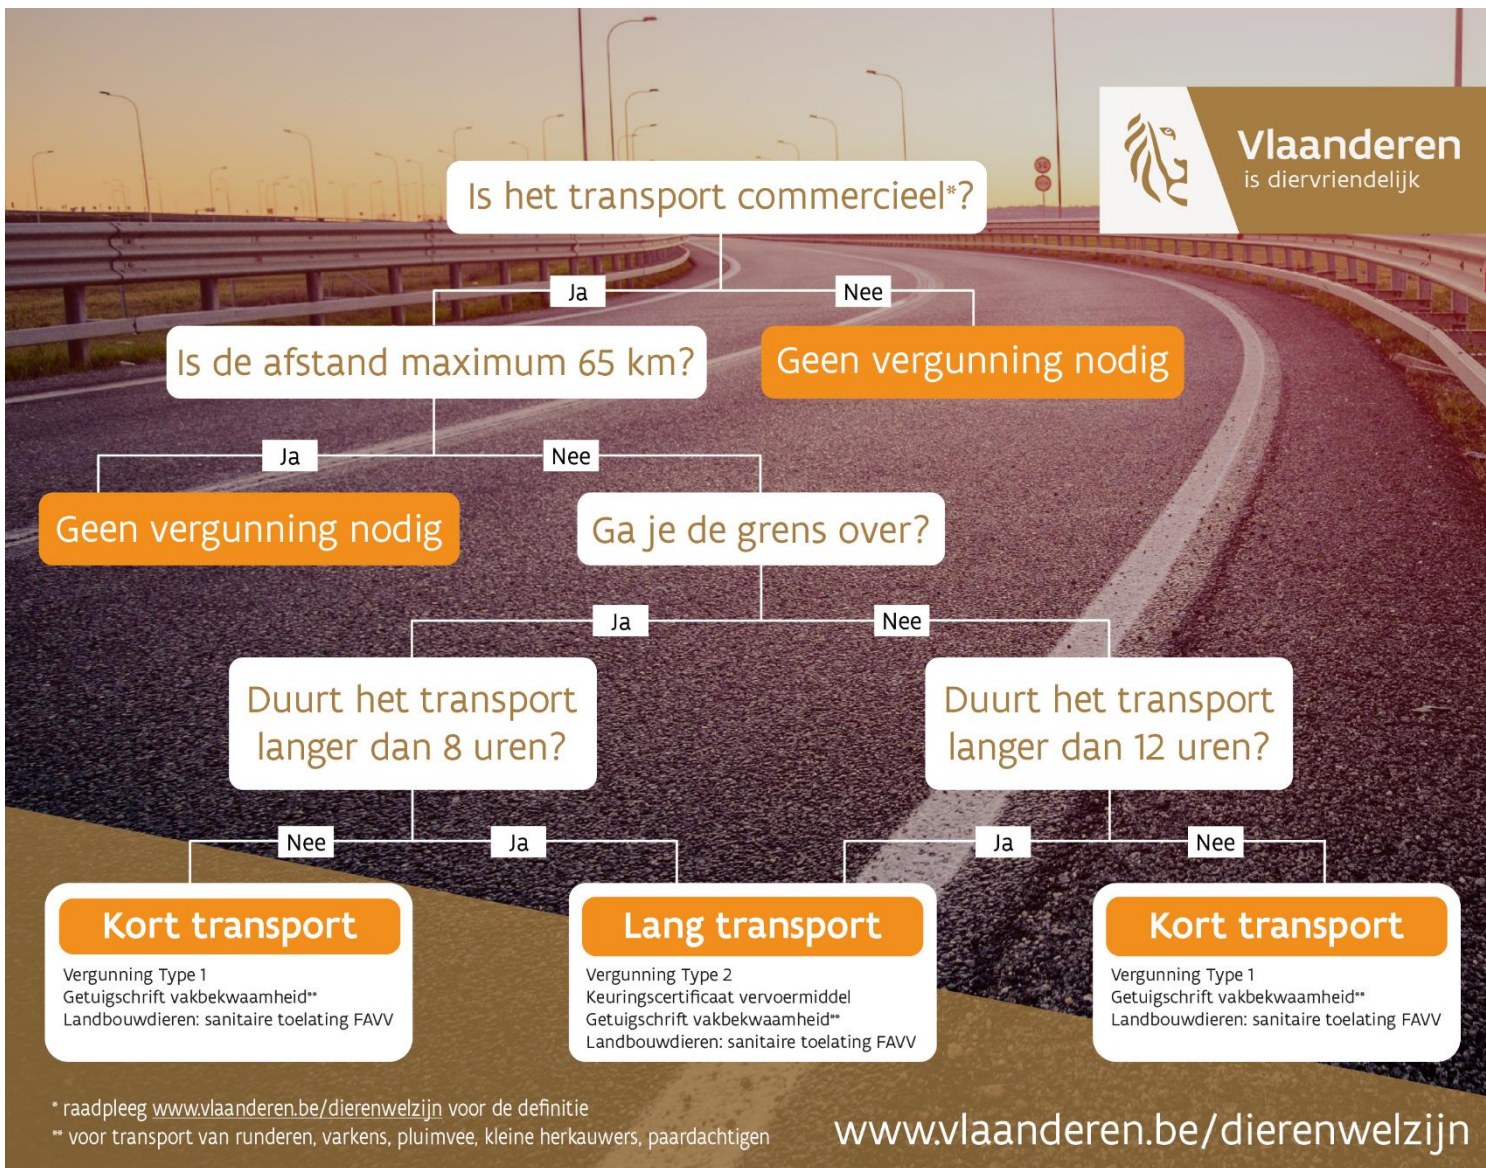 Vlaanderen
is diervriendelijk
Is het transport commercieel*?
Ja
Nee
Is de afstand maximum 65 km?
Geen vergunning nodig
Ja
Nee
Geen vergunning nodig
Ga je de grens over?
Ja
Nee
Duurt het transport
langer dan 8 uren?
Duurt het transport
langer dan 12 uren?
Nee
Ja
Ja
Nee
Kort transport
Vergunning Type 1
Getuigschrift vakbekwaamheid**
Landbouwdieren: sanitaire toelating FAVV
Lang transport
Vergunning Type 2
Keuringscertificaat vervoermiddel
Getuigschrift vakbekwaamheid**
Landbouwdieren: sanitaire toelating FAVV
Kort transport
Vergunning Type 1
Getuigschrift vakbekwaamheid**
Landbouwdieren: sanitaire toelating FAVV
* raadpleeg www.vlaanderen.be/dierenwelzijn voor de definitie
** voor transport van runderen, varkens, pluimvee, kleine herkauwers, paardachtigen
www.vlaanderen.be/dierenwelzijn